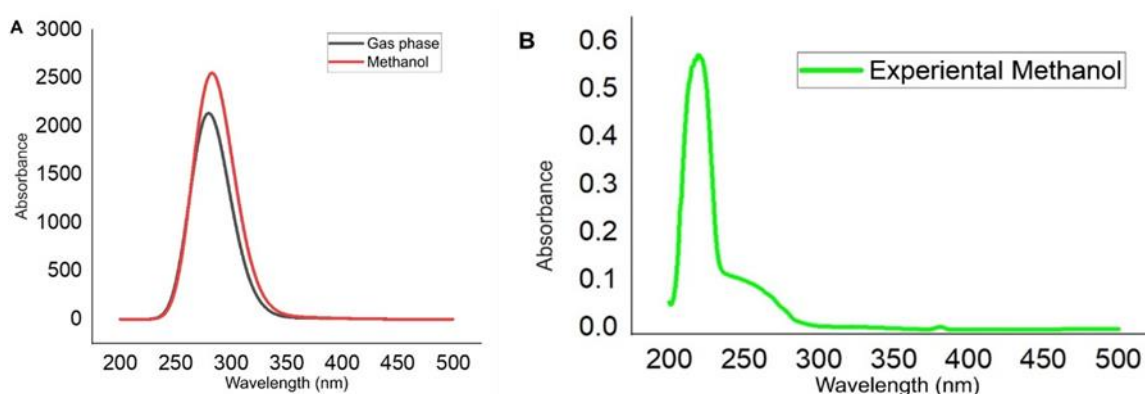 A
3000
2500
2000
1500
1000
500
0
Absorbance
Gas phase
Methanol
200 250 300 350 400 450 500
Wavelength (nm)
B
0.6
0.5
0.4
0.3
0.2
0.1
0.0
Absorbance
Experiental Methanol
200 250 300 350 400 450 500
Wavelength (nm)